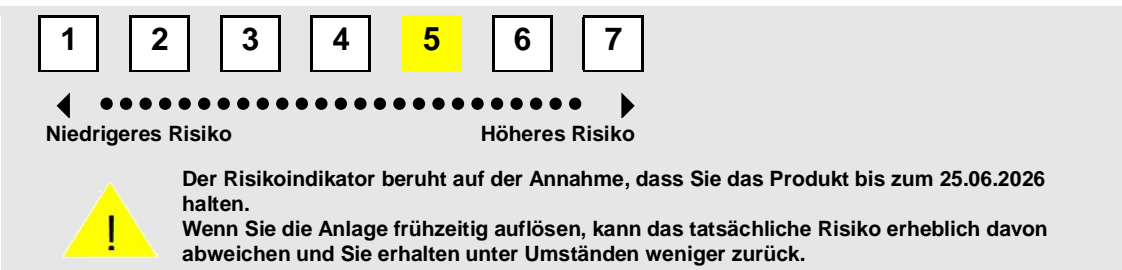 1 2 3 4 5 6 7
Niedrigeres Risiko Höheres Risiko
Der Risikoindikator beruht auf der Annahme, dass Sie das Produkt bis zum 25.06.2026
halten.
Wenn Sie die Anlage frühzeitig auflösen, kann das tatsächliche Risiko erheblich davon
abweichen und Sie erhalten unter Umständen weniger zurück.
!